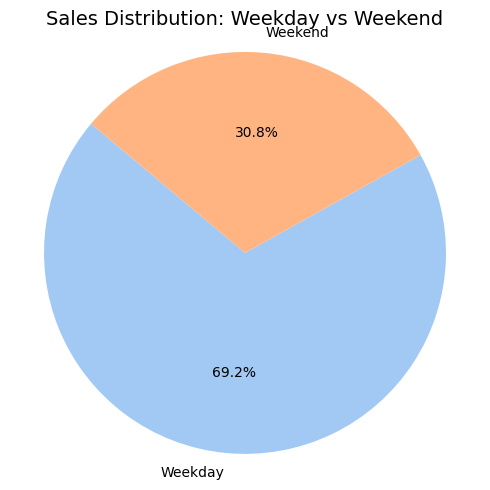 Sales Distribution: Weekday vs Weekend
Weekend
30.8%
69.2%
Weekday